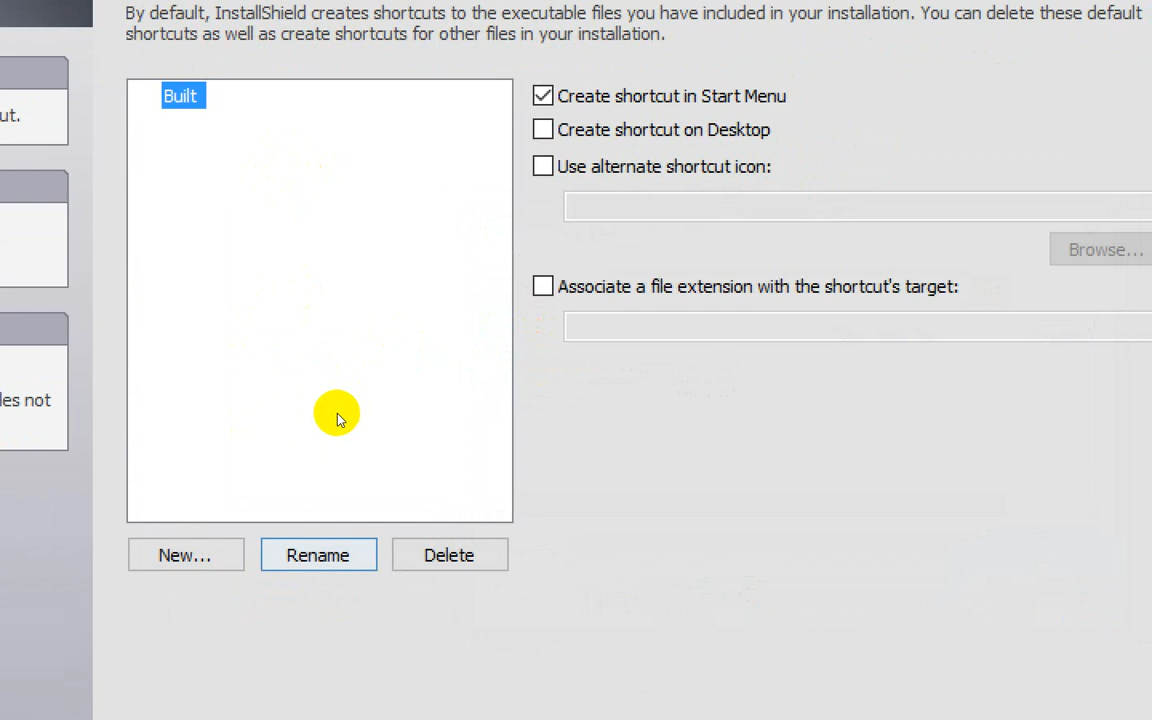 By default, InstallShield creates shortcuts to the executable files you have included in your installation. You can delete these default
shortcuts as well as create shortcuts for other files in your installation.
ut.
les not
Built
Create shortcut in Start Menu
Create shortcut on Desktop
Use alternate shortcut icon:
Browse...
Associate a file extension with the shortcut's target:
New...
Rename
Delete